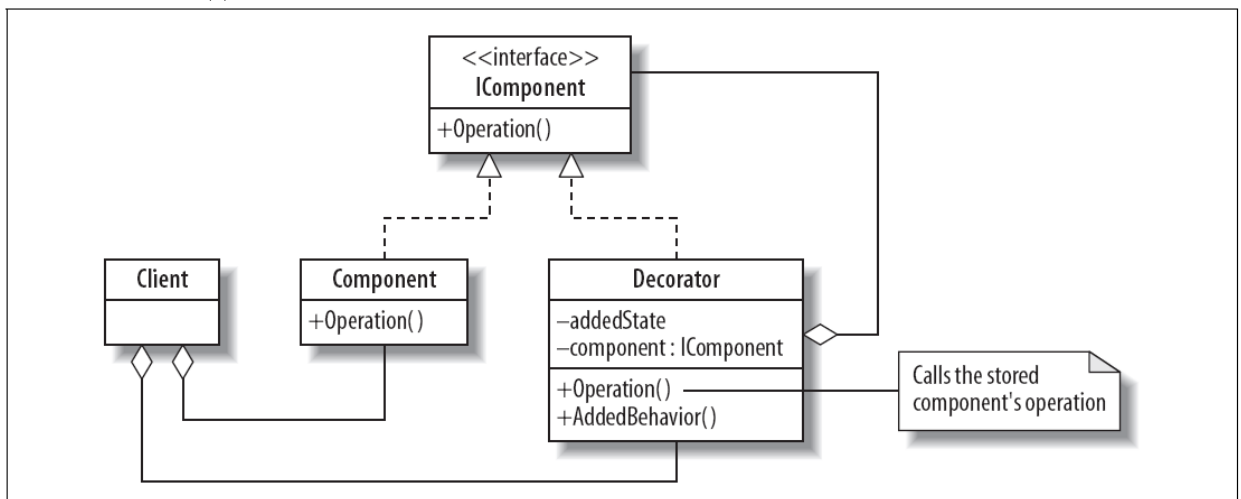 <<interface>>
IComponent
+Operation()
Client
Component
+Operation()
Decorator
–addedState
–component : IComponent
+Operation()
+AddedBehavior()
Calls the stored
component's operation